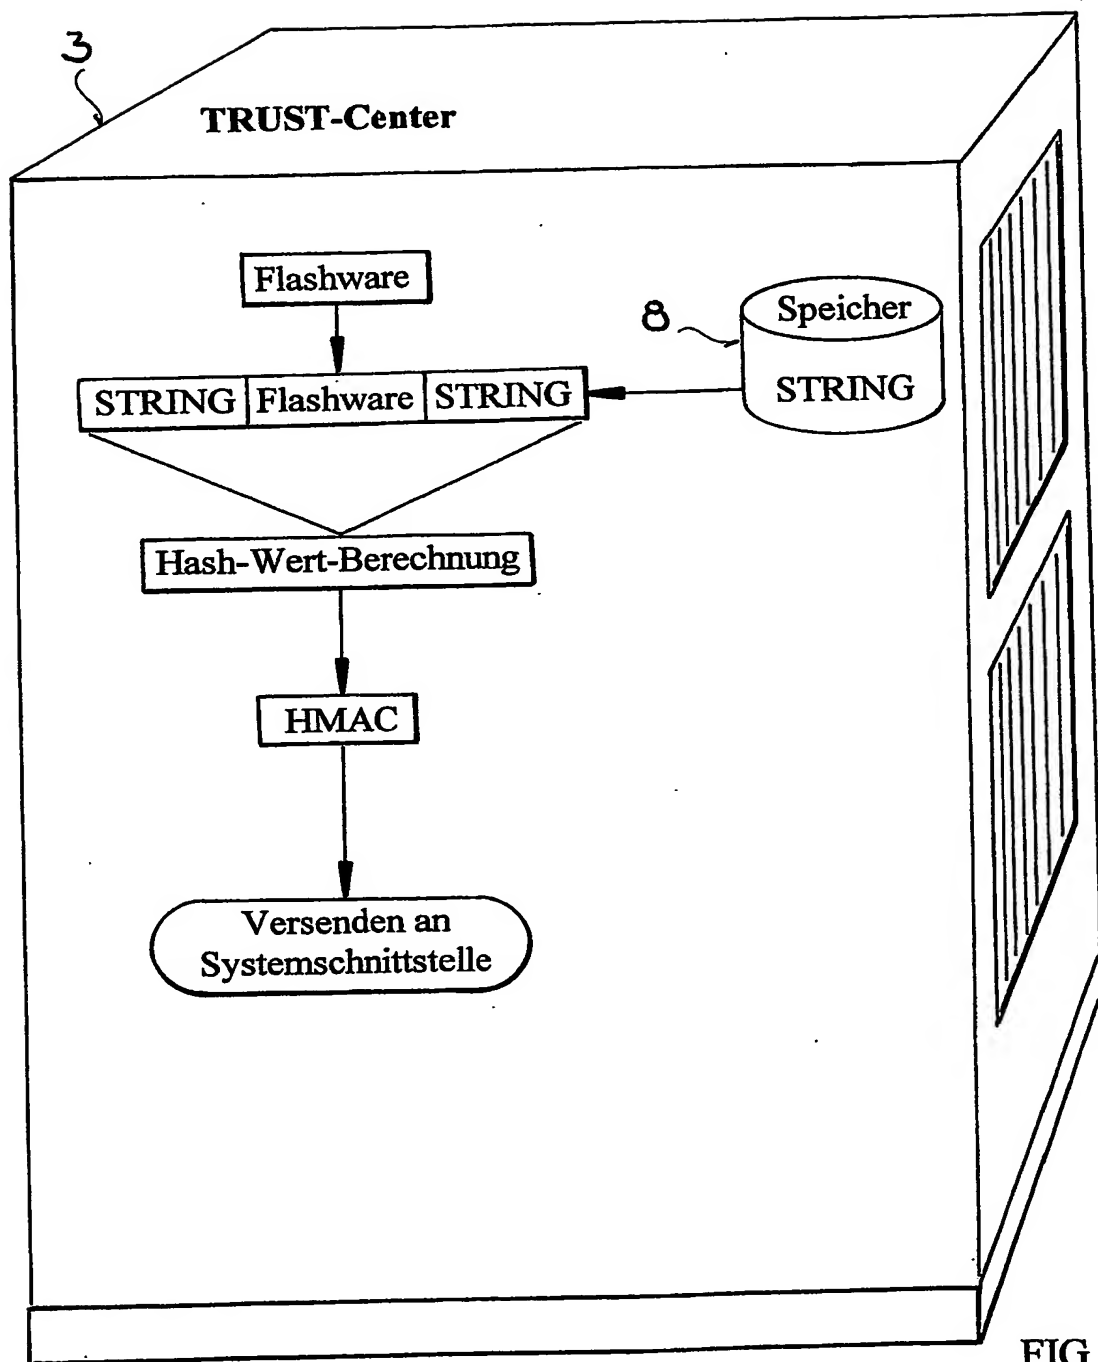 3
TRUST-Center
Flashware
8
Speicher
STRING
STRING Flashware STRING
Hash-Wert-Berechnung
HMAC
Versenden an
Systemschnittstelle
FIG